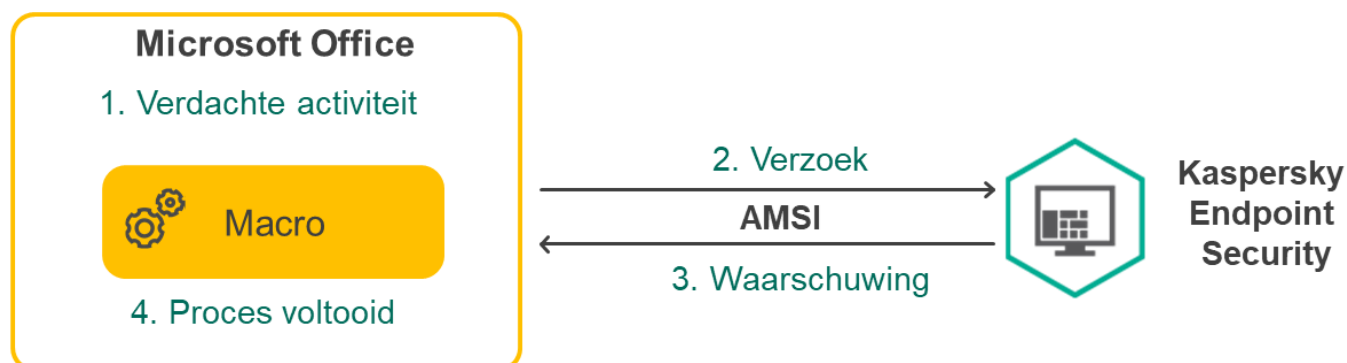 Microsoft Office
1. Verdachte activiteit
Macro
4. Proces voltooid
2. Verzoek
AMSI
3. Waarschuwing
Kaspersky
Endpoint
Security